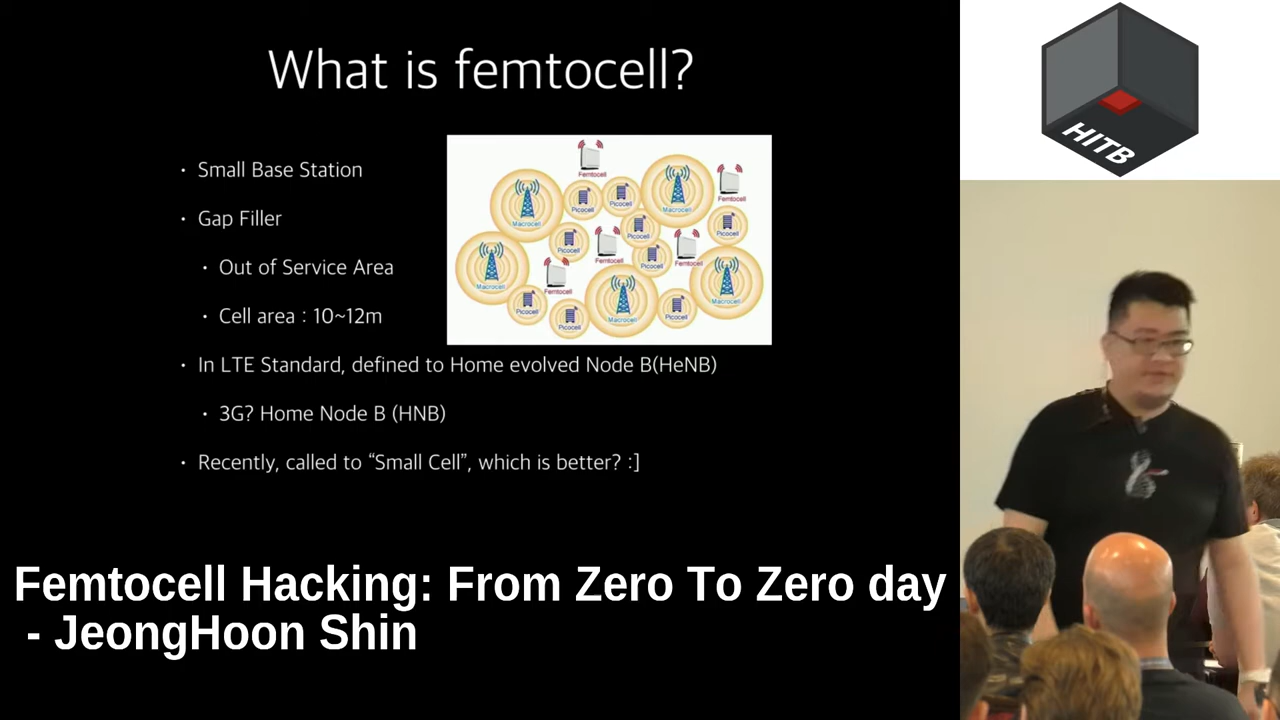 What is femtocell?
• Small Base Station
• Gap Filler
• Out of Service Area
• Cell area : 10~12m
• In LTE Standard, defined to Home evolved Node B(HeNB)
• 3G? Home Node B (HNB)
• Recently, called to “Small Cell”, which is better? :]
Femtocell
Femtocell
Macrocell
Picocell
Picocell
Macrocell
Picocell
Picocell
Picocell
Femtocell
Femtocell
Picocell
Macrocell
Femtocell
Macrocell
Picocell
Picocell
Macrocell
Picocell
HITB
Femtocell Hacking: From Zero To Zero day
- JeongHoon Shin